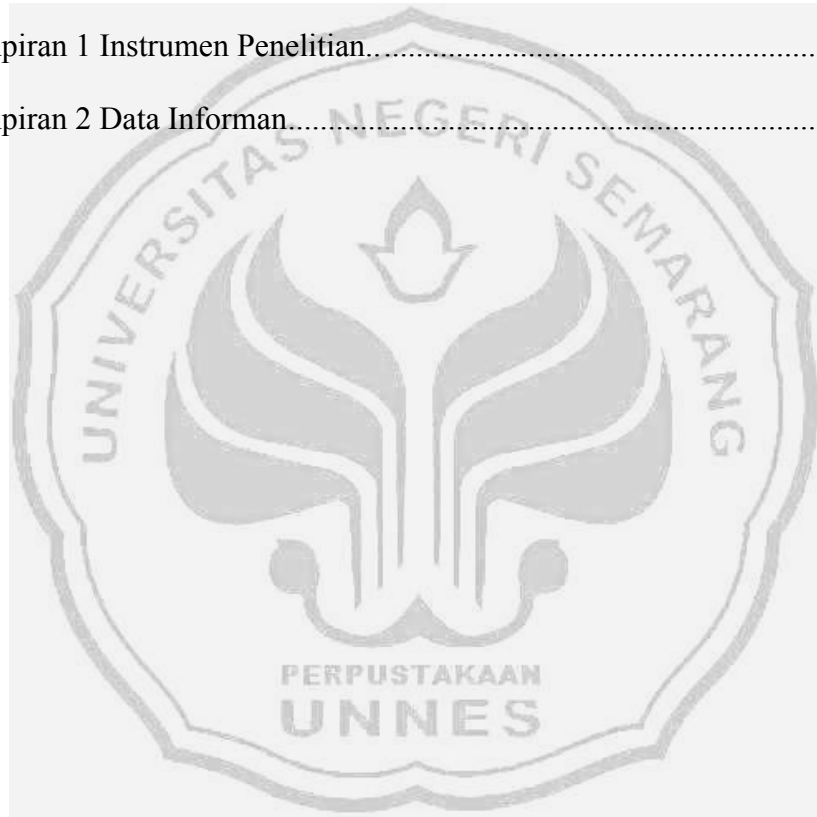 piran 1 Instrumen Penelitian
piran 2 Data Informan
UNIVERSITAS NEGERI SEMARANG
PERPUSTAKAAN
UNNES